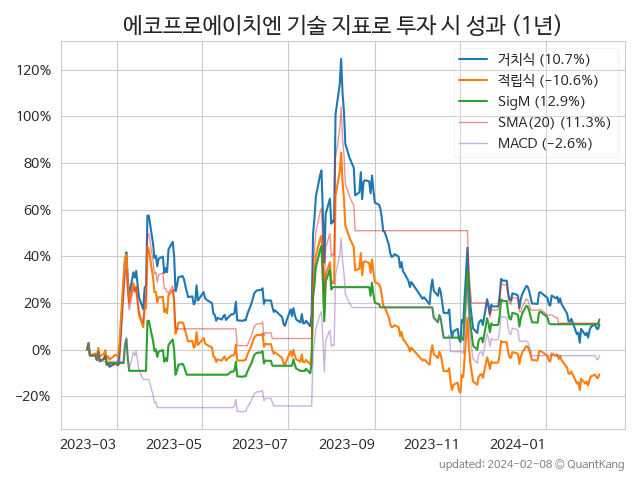 에코프로에이치엔 기술 지표로 투자 시 성과 (1년)
거치식 (10.7%)
적립식 (−10.6%)
SigM (12.9%)
SMA(20) (11.3%)
MACD (−2.6%)
120%
100%
80%
60%
40%
20%
0%
−20%
2023-03
2023-05
2023-07
2023-09
2023-11
2024-01
updated: 2024-02-08 © QuantKang